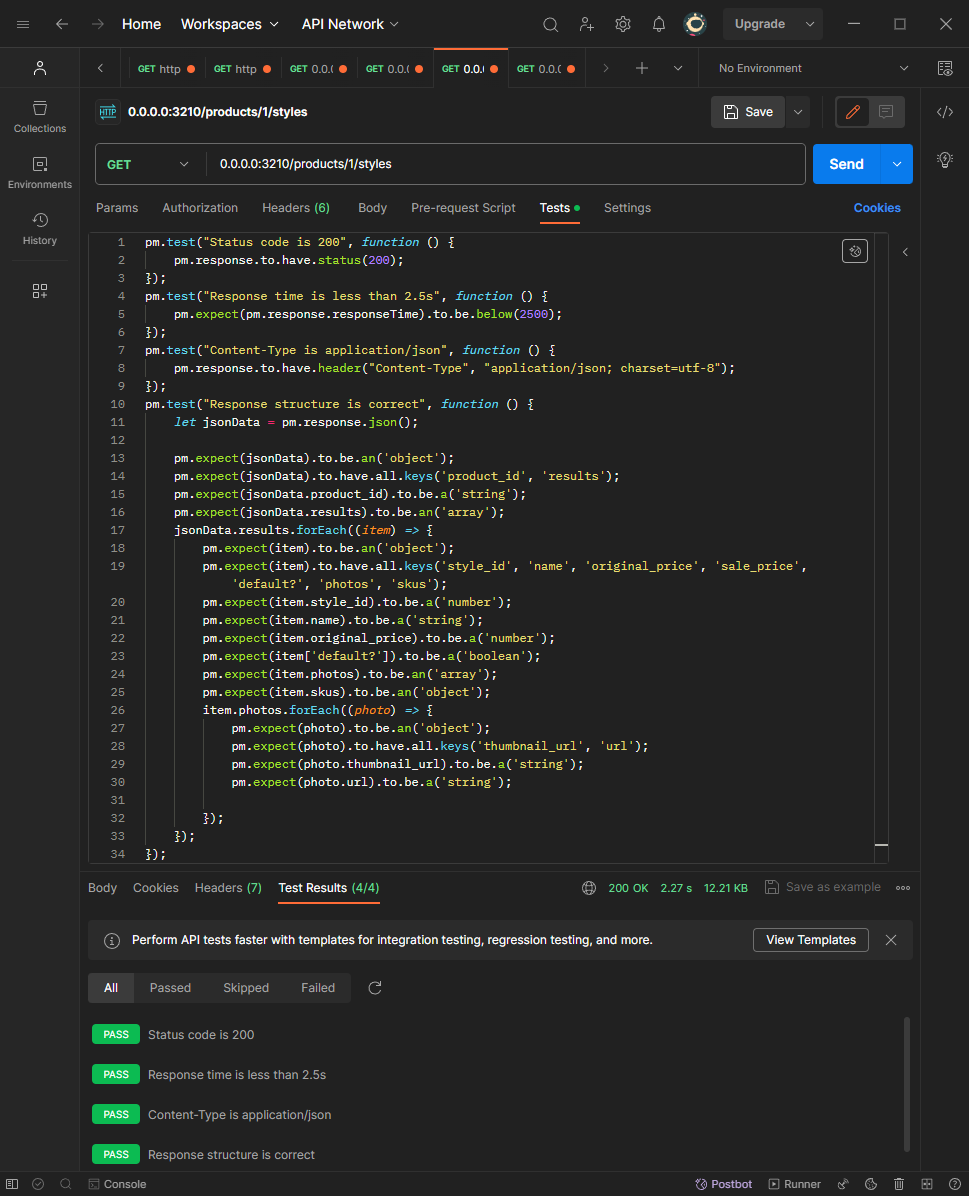 Home Workspaces API Network Upgrade
GET http GET http GET 0.0.( GET 0.0.( GET 0.0.( GET 0.0.( No Environment
HTTP 0.0.0.0:3210/products/1/styles Save
Collections
Environments
History
GET 0.0.0.0:3210/products/1/styles Send
Params Authorization Headers (6) Body Pre-request Script Tests Settings Cookies
1 pm.test("Status code is 200", function () {
2 pm.response.to.have.status(200);
3 });
4 pm.test("Response time is less than 2.5s", function () {
5 pm.expect(pm.response.responseTime).to.be.below(2500);
6 });
7 pm.test("Content-Type is application/json", function () {
8 pm.response.to.have.header("Content-Type", "application/json; charset=utf-8");
9 });
10 pm.test("Response structure is correct", function () {
11 let jsonData = pm.response.json();
12
13 pm.expect(jsonData).to.be.an('object');
14 pm.expect(jsonData).to.have.all.keys('product_id', 'results');
15 pm.expect(jsonData.product_id).to.be.a('string');
16 pm.expect(jsonData.results).to.be.an('array');
17 jsonData.results.forEach((item) => {
18 pm.expect(item).to.be.an('object');
19 pm.expect(item).to.have.all.keys('style_id', 'name', 'original_price', 'sale_price',
'default?', 'photos', 'skus');
20 pm.expect(item.style_id).to.be.a('number');
21 pm.expect(item.name).to.be.a('string');
22 pm.expect(item.original_price).to.be.a('number');
23 pm.expect(item['default?']).to.be.a('boolean');
24 pm.expect(item.photos).to.be.an('array');
25 pm.expect(item.skus).to.be.an('object');
26 item.photos.forEach((photo) => {
27 pm.expect(photo).to.be.an('object');
28 pm.expect(photo).to.have.all.keys('thumbnail_url', 'url');
29 pm.expect(photo.thumbnail_url).to.be.a('string');
30 pm.expect(photo.url).to.be.a('string');
31
32 });
33 });
34 });
Body Cookies Headers (7) Test Results (4/4) 200 OK 2.27 s 12.21 KB Save as example
Perform API tests faster with templates for integration testing, regression testing, and more. View Templates
All Passed Skipped Failed
PASS Status code is 200
PASS Response time is less than 2.5s
PASS Content-Type is application/json
PASS Response structure is correct
Console Postbot Runner